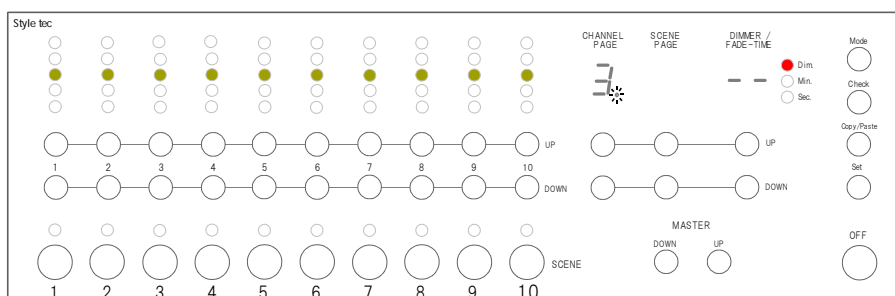 Style tec
CHANNEL PAGE
SCENE PAGE
DIMMER / FADE-TIME
3.
--
Dim.
Min.
Sec.
Mode
Check
Copy/Paste
Set
OFF
UP
1 2 3 4 5 6 7 8 9 10
DOWN
UP
DOWN
MASTER
DOWN UP
SCENE
1 2 3 4 5 6 7 8 9 10